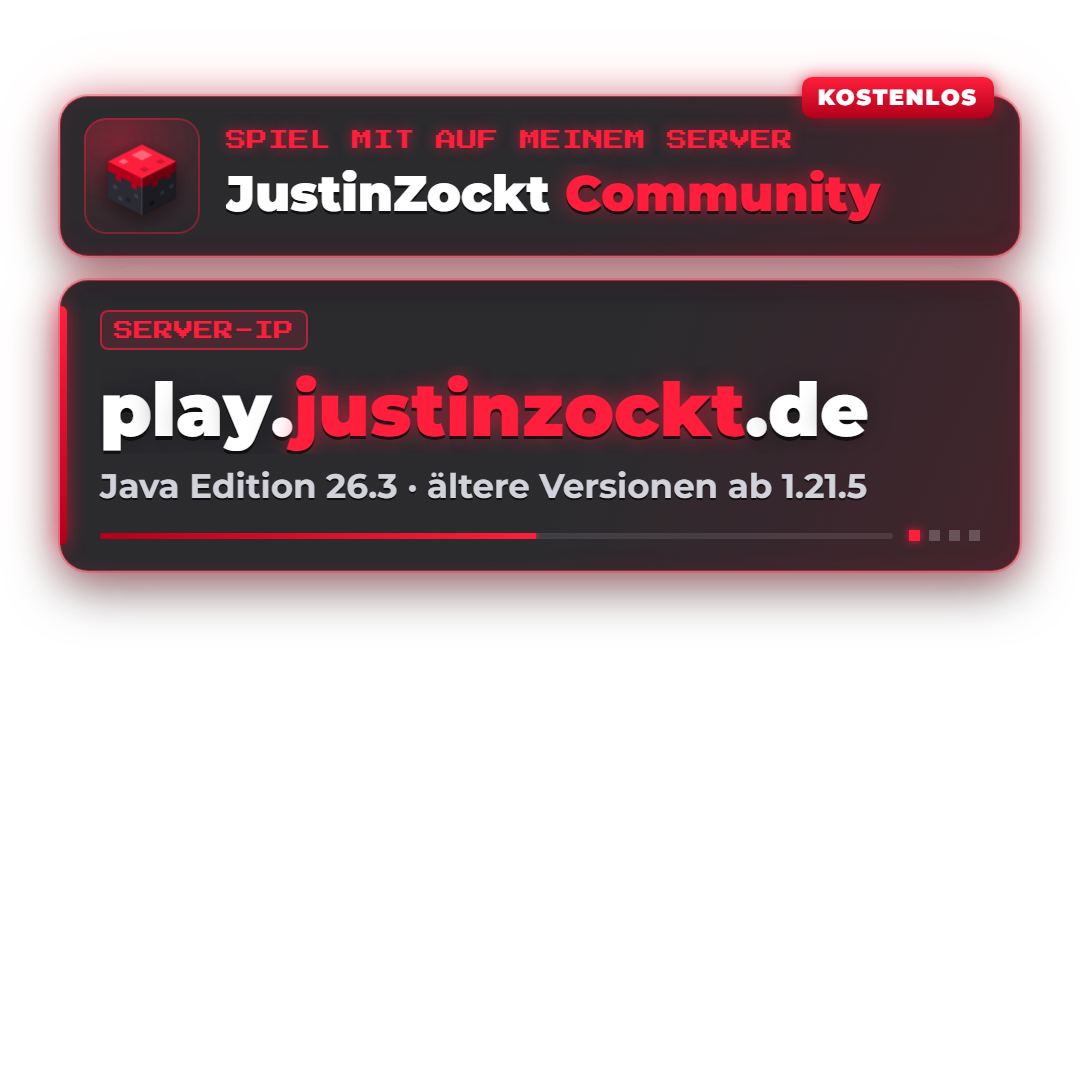 KOSTENLOS
SPIEL MIT AUF MEINEM SERVER
JustinZockt Community
SERVER-IP
play.justinzockt.de
Java Edition 26.3 · ältere Versionen ab 1.21.5